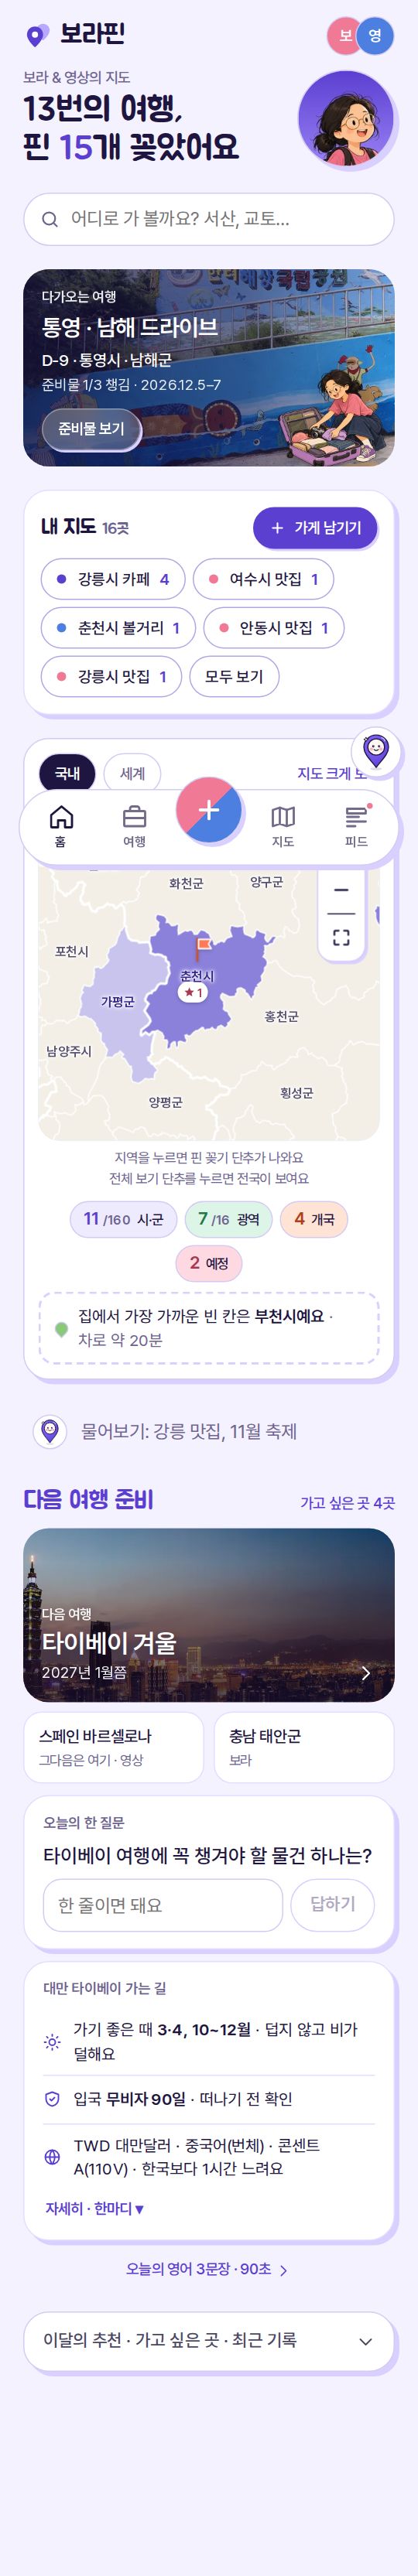 보라핀
보 영
보라 & 영상의 지도
13번의 여행,
핀 15개 꽂았어요
어디로 가 볼까요? 서산, 교토...
다가오는 여행
통영 · 남해 드라이브
D-9 · 통영시 · 남해군
준비물 1/3 챙김 · 2026.12.5–7
준비물 보기
내 지도 16곳
+ 가게 남기기
강릉시 카페 4
여수시 맛집 1
춘천시 볼거리 1
안동시 맛집 1
강릉시 맛집 1
모두 보기
국내 세계 지도 크게 보
홈 여행 지도 피드
화천군 양구군
포천시
춘천시
가평군
★ 1
홍천군
남양주시
양평군
횡성군
지역을 누르면 핀 꽂기 단추가 나와요
전체 보기 단추를 누르면 전국이 보여요
11 /160 시·군
7 /16 광역
4 개국
2 예정
집에서 가장 가까운 빈 칸은 부천시예요 ·
차로 약 20분
물어보기: 강릉 맛집, 11월 축제
다음 여행 준비
가고 싶은 곳 4곳
다음 여행
타이베이 겨울
2027년 1월쯤
스페인 바르셀로나
그다음은 여기 · 영상
충남 태안군
보라
오늘의 한 질문
타이베이 여행에 꼭 챙겨야 할 물건 하나는?
한 줄이면 돼요
답하기
대만 타이베이 가는 길
가기 좋은 때 3·4, 10~12월 · 덥지 않고 비가
덜해요
입국 무비자 90일 · 떠나기 전 확인
TWD 대만달러 · 중국어(번체) · 콘센트
A(110V) · 한국보다 1시간 느려요
자세히 · 한마디 ▾
오늘의 영어 3문장 · 90초
이달의 추천 · 가고 싶은 곳 · 최근 기록